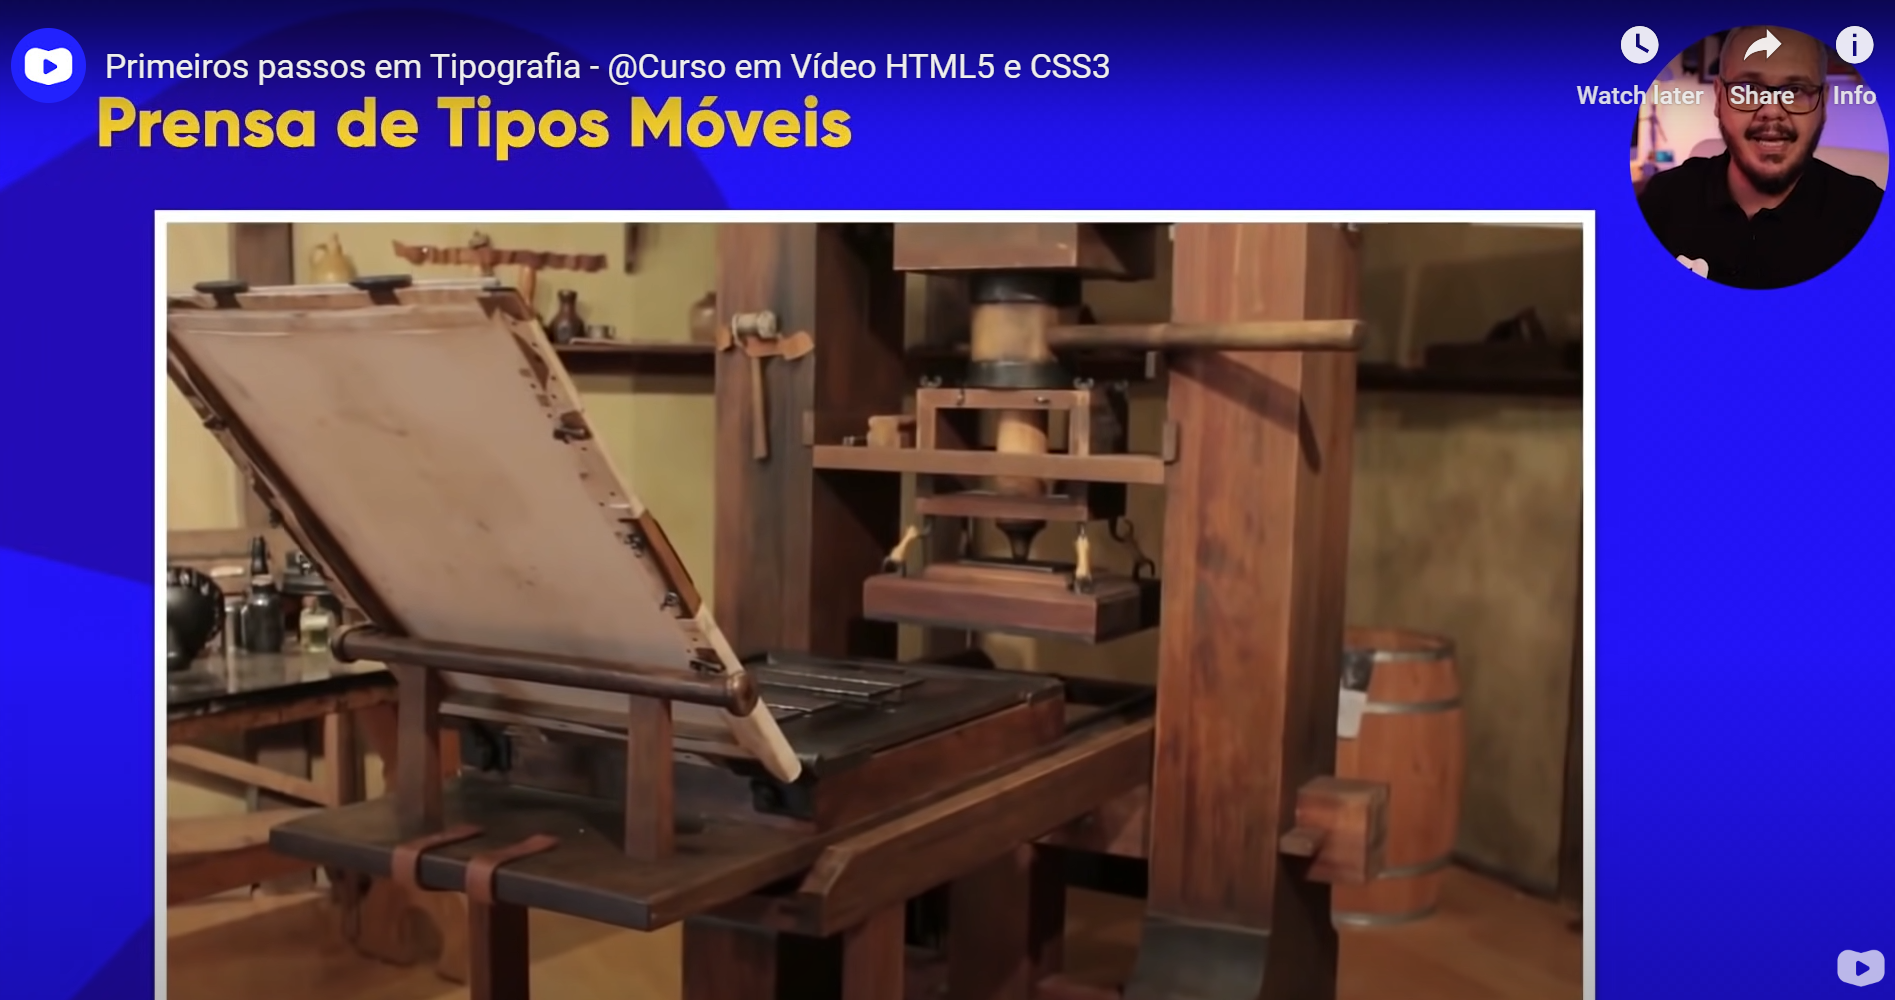 Primeiros passos em Tipografia - @Curso em Vídeo HTML5 e CSS3
Watch later
Share
Info
Prensa de Tipos Móveis